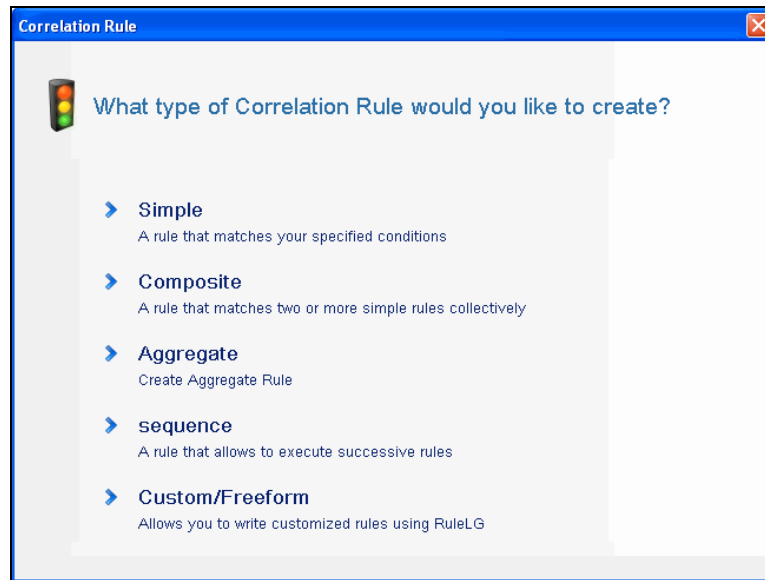 Correlation Rule
What type of Correlation Rule would you like to create?
Simple
A rule that matches your specified conditions
Composite
A rule that matches two or more simple rules collectively
Aggregate
Create Aggregate Rule
sequence
A rule that allows to execute successive rules
Custom/Freeform
Allows you to write customized rules using RuleLG